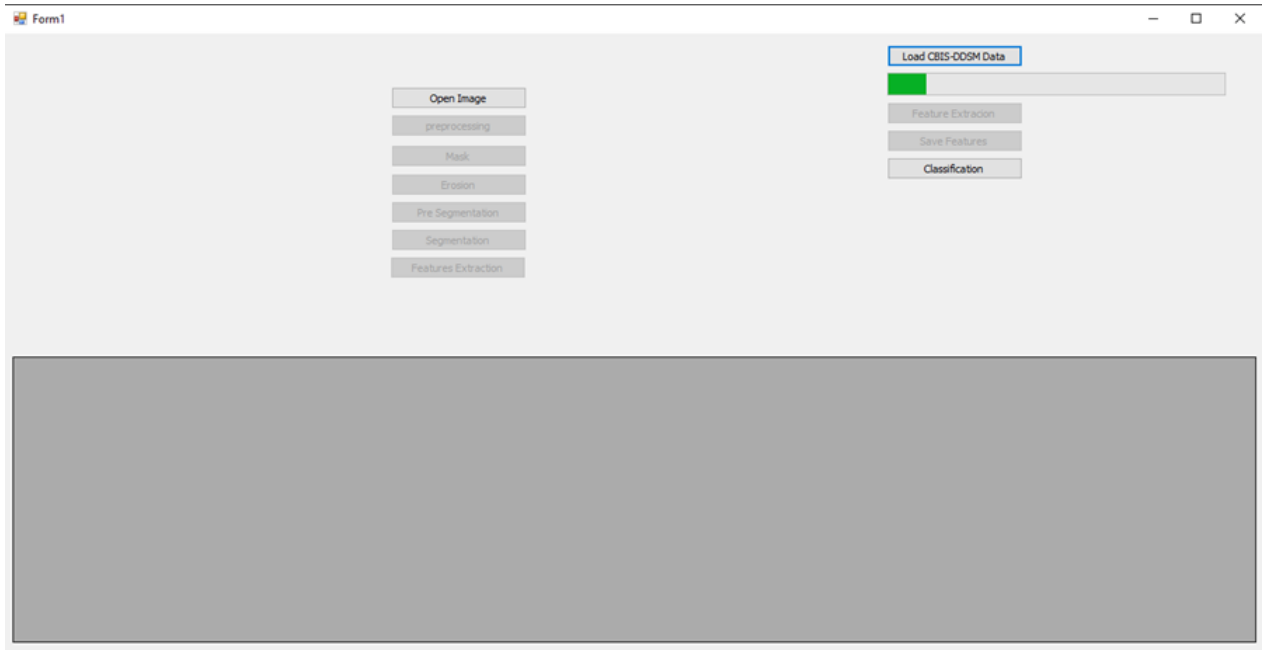 Form1
Open Image
preprocessing
Mask
Erosion
Pre Segmentation
Segmentation
Features Extraction
Load CBIS-DDSM Data
Feature Extracion
Save Features
Classification